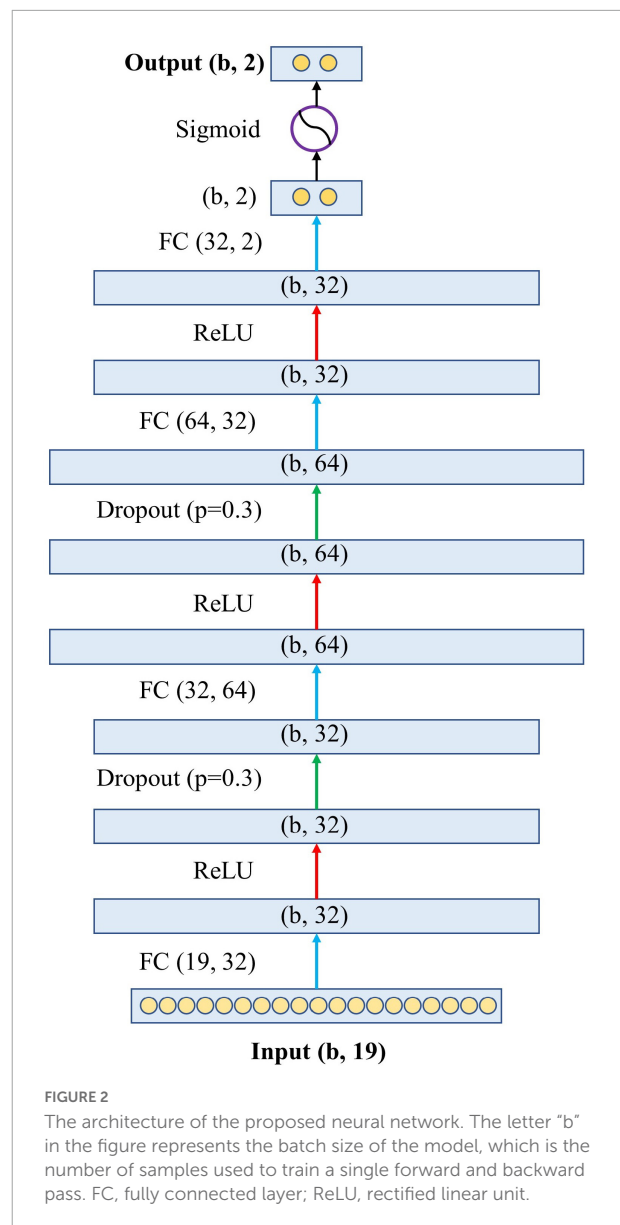 Output (b, 2)
Sigmoid
(b, 2)
FC (32, 2)
(b, 32)
ReLU
(b, 32)
FC (64, 32)
(b, 64)
Dropout (p=0.3)
(b, 64)
ReLU
(b, 64)
FC (32, 64)
(b, 32)
Dropout (p=0.3)
(b, 32)
ReLU
(b, 32)
FC (19, 32)
Input (b, 19)
FIGURE 2
The architecture of the proposed neural network. The letter “b”
in the figure represents the batch size of the model, which is the
number of samples used to train a single forward and backward
pass. FC, fully connected layer; ReLU, rectified linear unit.